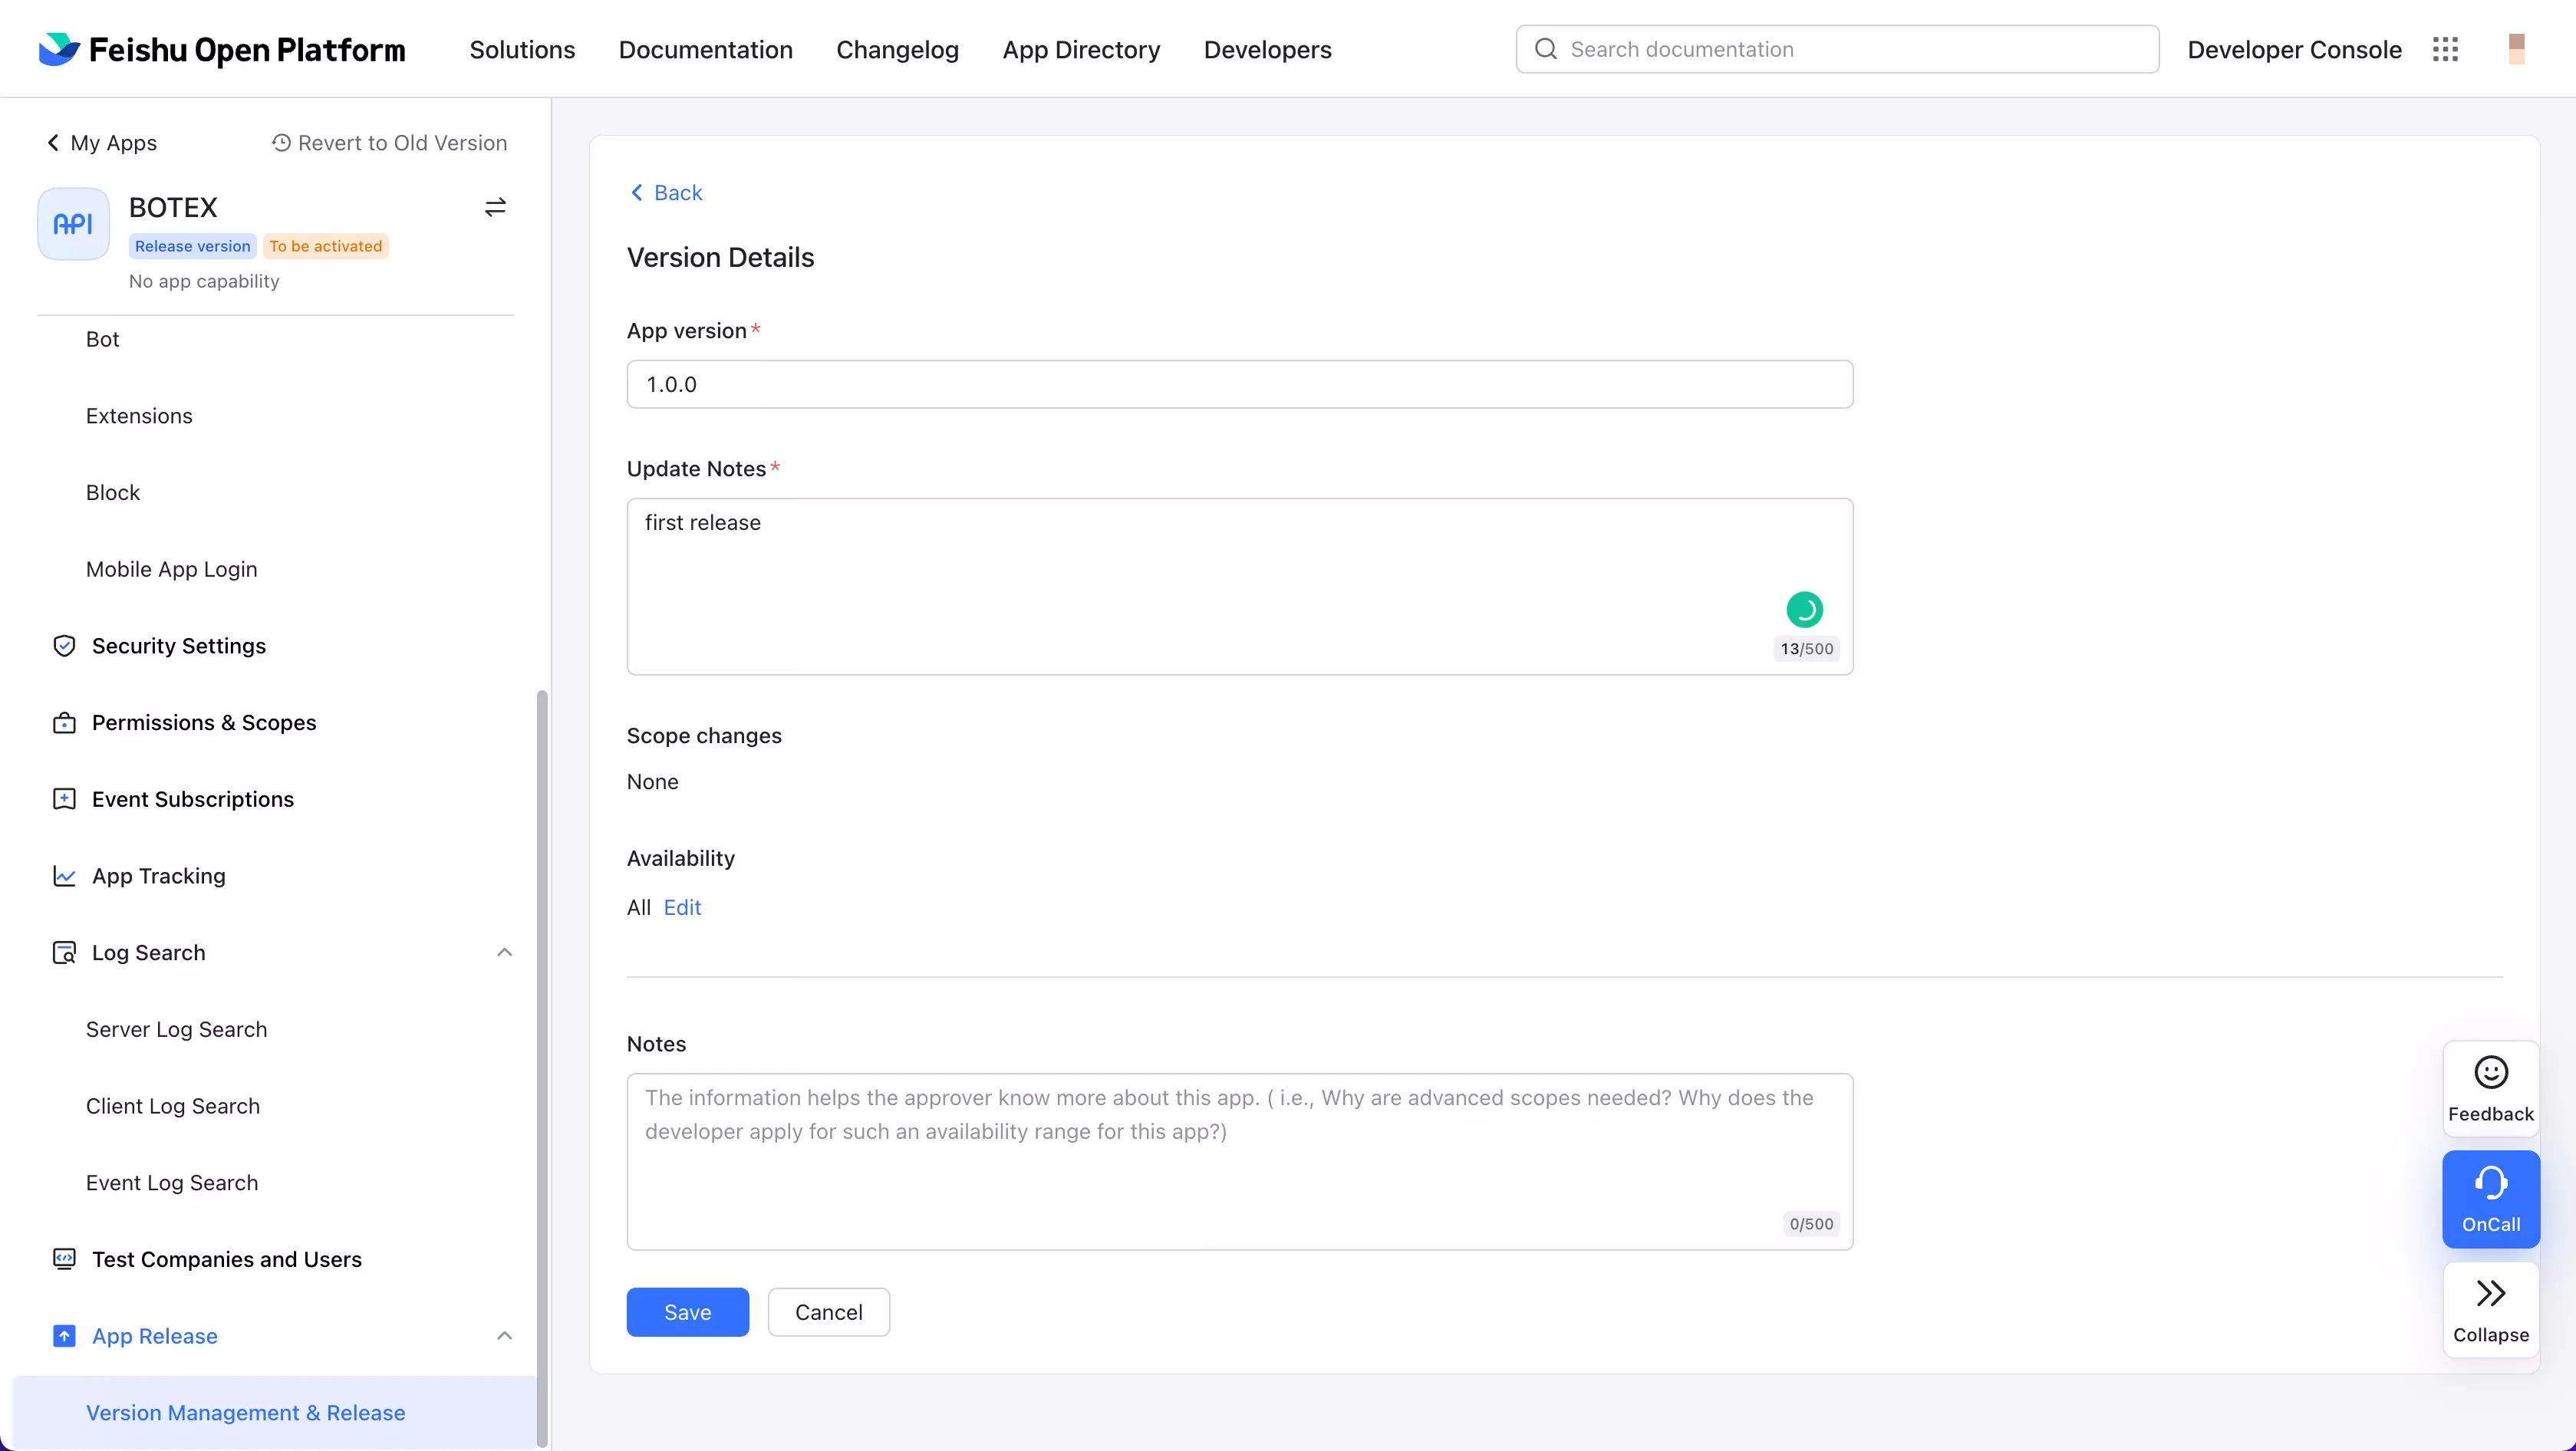 Feishu Open Platform
Solutions
Documentation
Changelog
App Directory
Developers
Search documentation
Developer Console
My Apps
Revert to Old Version
API
BOTEX
Release version
To be activated
No app capability
Bot
Extensions
Block
Mobile App Login
Security Settings
Permissions & Scopes
Event Subscriptions
App Tracking
Log Search
Server Log Search
Client Log Search
Event Log Search
Test Companies and Users
App Release
Version Management & Release
Back
Version Details
App version*
1.0.0
Update Notes*
first release
13/500
Scope changes
None
Availability
All Edit
Notes
The information helps the approver know more about this app. ( i.e., Why are advanced scopes needed? Why does the
developer apply for such an availability range for this app?)
0/500
Save
Cancel
Feedback
OnCall
Collapse